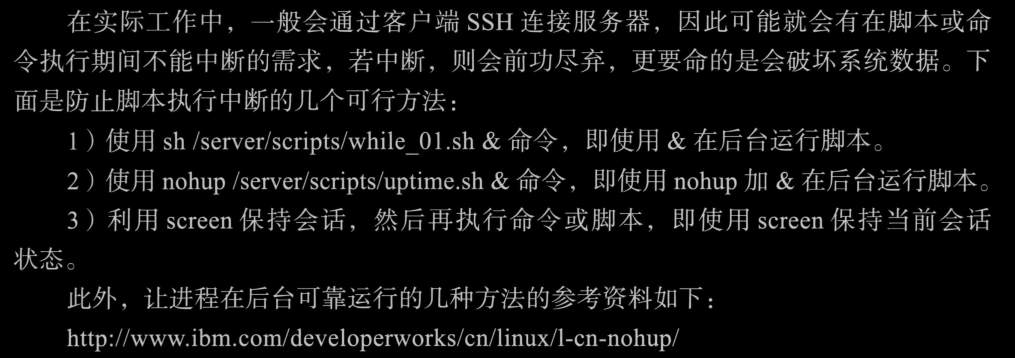 在实际工作中，一般会通过客户端 SSH 连接服务器，因此可能就会有在脚本或命
令执行期间不能中断的需求，若中断，则会前功尽弃，更要命的是会破坏系统数据。下
面是防止脚本执行中断的几个可行方法：
1）使用 sh /server/scripts/while_01.sh & 命令，即使用 & 在后台运行脚本。
2）使用 nohup /server/scripts/uptime.sh & 命令，即使用 nohup 加 & 在后台运行脚本。
3）利用 screen 保持会话，然后再执行命令或脚本，即使用 screen 保持当前会话
状态。
此外，让进程在后台可靠运行的几种方法的参考资料如下：
http://www.ibm.com/developerworks/cn/linux/l-cn-nohup/